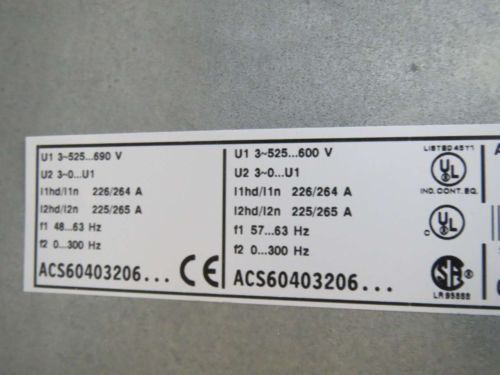 U1 3~525...690 V
U2 3~0...U1
I1hd/I1n 226/264 A
I2hd/I2n 225/265 A
f1 48...63 Hz
f2 0...300 Hz
ACS60403206... CE
U1 3~525...600 V
U2 3~0...U1
I1hd/I1n 226/264 A
I2hd/I2n 225/265 A
f1 57...63 Hz
f2 0...300 Hz
ACS60403206...
LISTED 45Y1
UL
IND. CONT. EQ.
C UL
SA
LR 95888
A